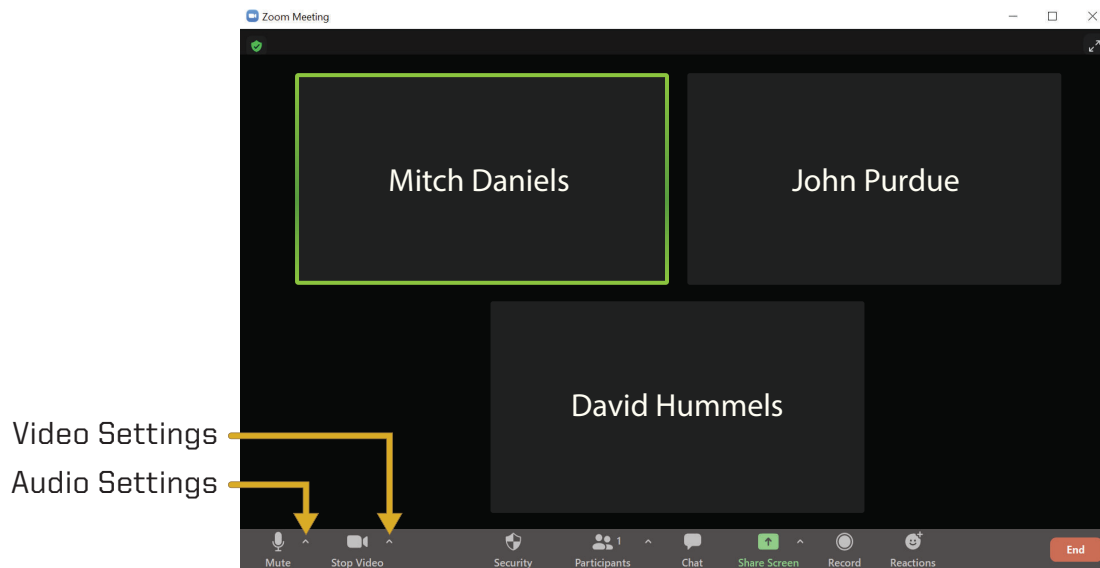 Zoom Meeting
Mitch Daniels
John Purdue
David Hummels
Video Settings
Audio Settings
1
Mute Stop Video Security Participants Chat Share Screen Record Reactions End